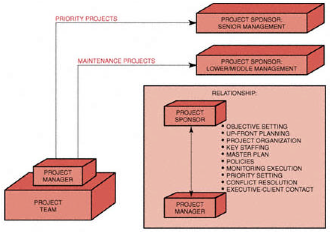 PRIORITY PROJECTS
PROJECT SPONSOR:
SENIOR MANAGEMENT
MAINTENANCE PROJECTS
PROJECT SPONSOR:
LOWER/MIDDLE MANAGEMENT
RELATIONSHIP:
PROJECT
SPONSOR
• OBJECTIVE SETTING
• UP-FRONT PLANNING
• PROJECT ORGANIZATION
• KEY STAFFING
• MASTER PLAN
• POLICIES
• MONITORING EXECUTION
• PRIORITY SETTING
• CONFLICT RESOLUTION
• EXECUTIVE-CLIENT CONTACT
PROJECT
MANAGER
PROJECT
MANAGER
PROJECT
TEAM